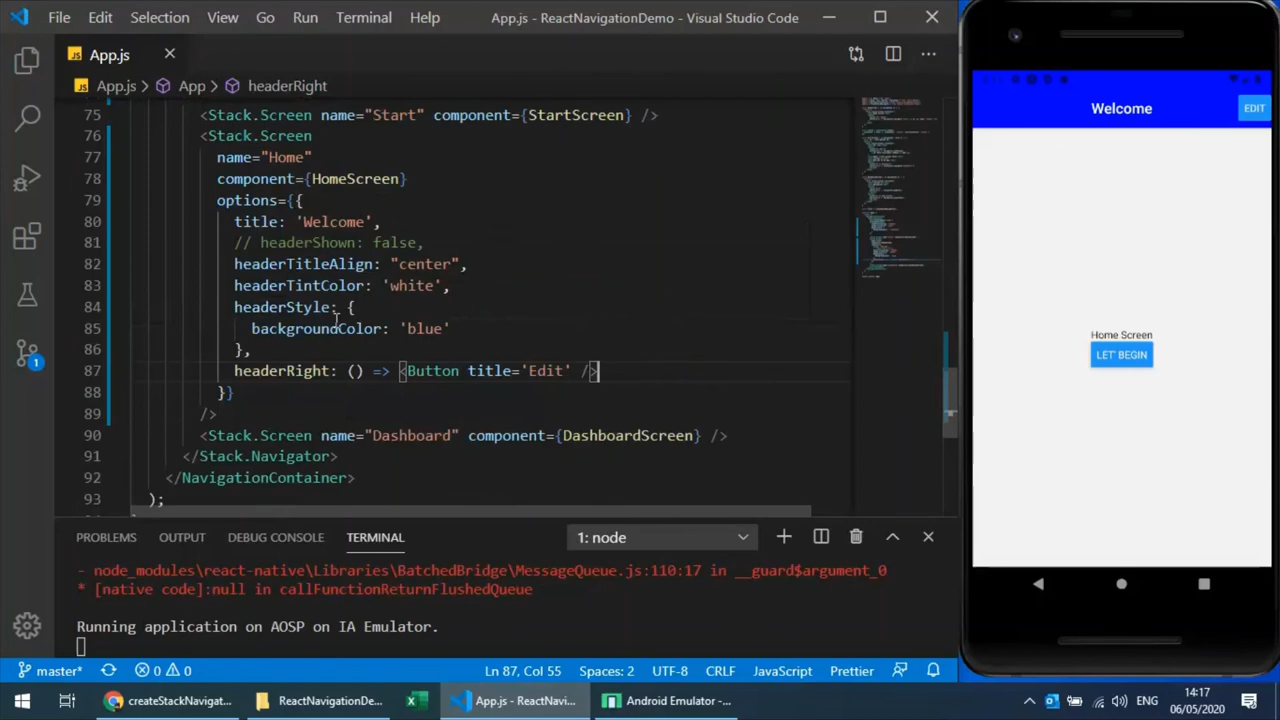 File Edit Selection View Go Run Terminal Help App.js - ReactNavigationDemo - Visual Studio Code
JS App.js
JS App.js > App > headerRight
76 <Stack.Screen name="Start" component={StartScreen} />
76 <Stack.Screen
77 name="Home"
78 component={HomeScreen}
79 options={{
80 title: 'Welcome',
81 // headerShown: false,
82 headerTitleAlign: "center",
83 headerTintColor: 'white',
84 headerStyle: {
85 backgroundColor: 'blue'
86 },
87 headerRight: () => <Button title='Edit' />
88 }}
89 />
90 <Stack.Screen name="Dashboard" component={DashboardScreen} />
91 </Stack.Navigator>
92 </NavigationContainer>
93 );
Welcome
EDIT
Home Screen
LET' BEGIN
1
PROBLEMS OUTPUT DEBUG CONSOLE TERMINAL 1: node
- node_modules\react-native\Libraries\BatchedBridge\MessageQueue.js:110:17 in __guard$argument_0
* [native code]:null in callFunctionReturnFlushedQueue
Running application on AOSP on IA Emulator.
master* 0 0 Ln 87, Col 55 Spaces: 2 UTF-8 CRLF JavaScript Prettier
createStackNavigat... ReactNavigationDe... App.js - ReactNavi... Android Emulator -... ENG 14:17
06/05/2020